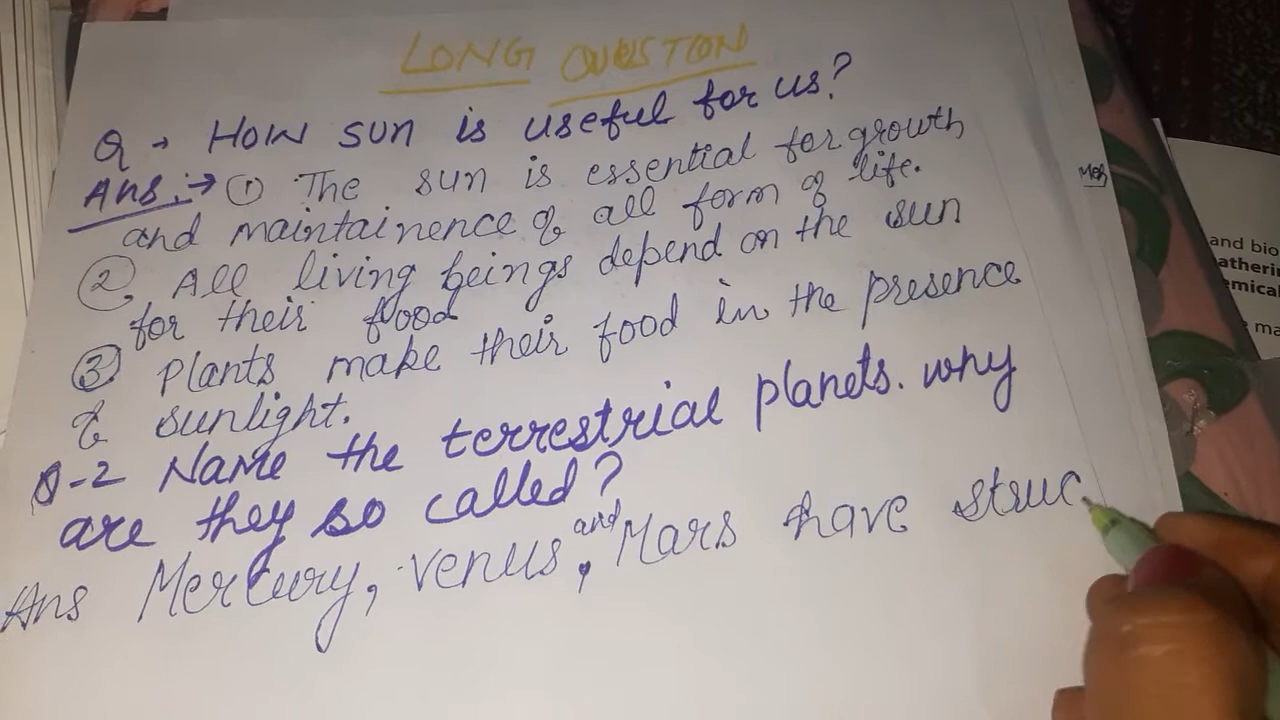 LONG QUESTION
Q → HOW SUN is useful for us?
Ans :→ ① The sun is essential for growth
and maintainence of all form of life.
②. All living beings depend on the sun
for their food
③ Plants make their food in the presence
of sunlight.
Q-2 Name the terrestrial planets. why
are they so called?
Ans Mercury, venus, and Mars have struc
and bio
atheri
emical
ma